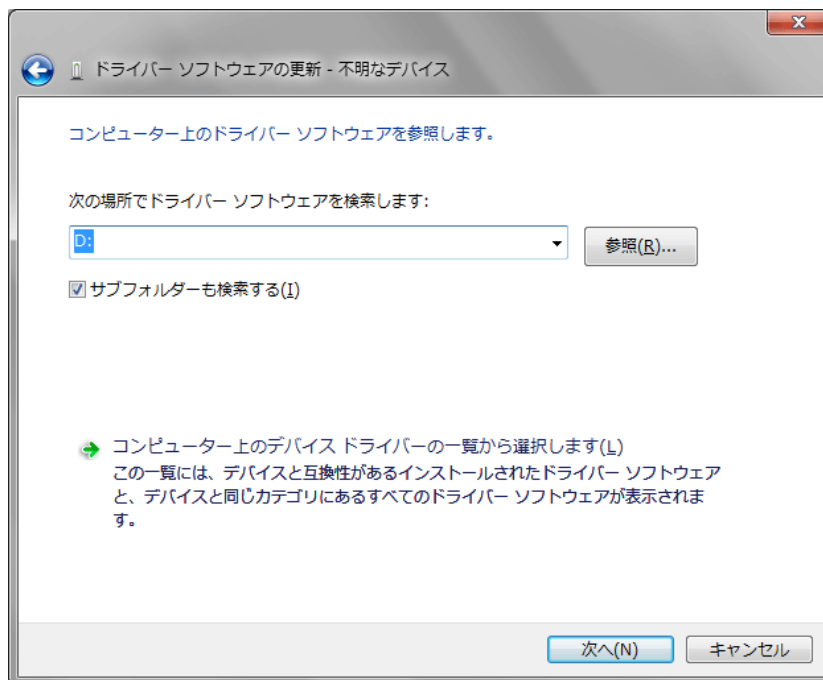 ドライバー ソフトウェアの更新 - 不明なデバイス
コンピューター上のドライバー ソフトウェアを参照します。
次の場所でドライバー ソフトウェアを検索します:
D:
参照(R)...
サブフォルダーも検索する(I)
コンピューター上のデバイス ドライバーの一覧から選択します(L)
この一覧には、デバイスと互換性があるインストールされたドライバー ソフトウェア
と、デバイスと同じカテゴリにあるすべてのドライバー ソフトウェアが表示されま
す。
次へ(N)
キャンセル